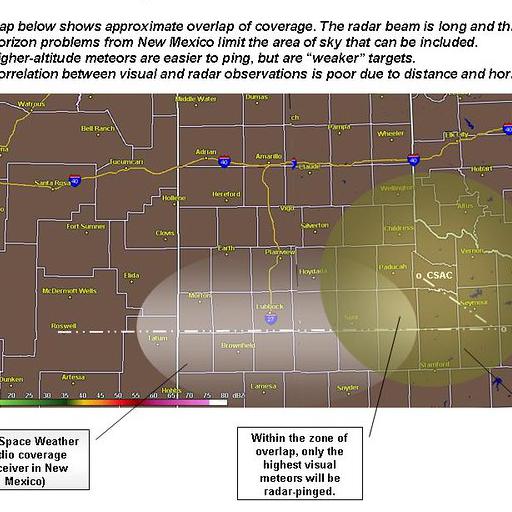 ap below shows approximate overlap of coverage. The radar beam is long and th
orizon problems from New Mexico limit the area of sky that can be included.
igher-altitude meteors are easier to ping, but are "weaker" targets.
orrelation between visual and radar observations is poor due to distance and hor
Middle Water Dumas
Watrous ch
Bell Ranch Pampa Wheeler Elk City 40
Adrian Amarillo
Tucumcari 40 Claude 40 Hobart
Santa Rosa 40
Hollene Hereford Wellington
Vigo Altus
Fort Sumner Clovis Silverton Childress
Earth Plainview Vernon
Elida Hoydada Paducah
CSAC
McDermott Wells Morton Seymour
Lubbock
27
Roswell Tatum Brownfield
Stamford
Dunken Artesia Hobbs Lamesa Snyder
20 25 30 35 40 45 50 55 60 65 70 75 80 dBZ
Space Weather
dio coverage
ceiver in New
Mexico)
Within the zone of
overlap, only the
highest visual
meteors will be
radar-pinged.